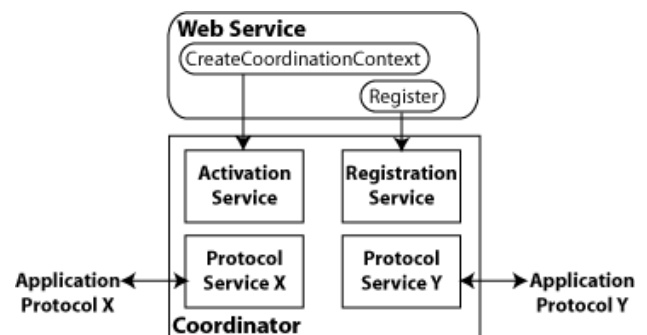 Web Service
CreateCoordinationContext
Register
Activation
Service
Registration
Service
Protocol
Service X
Protocol
Service Y
Application
Protocol X
Application
Protocol Y
Coordinator